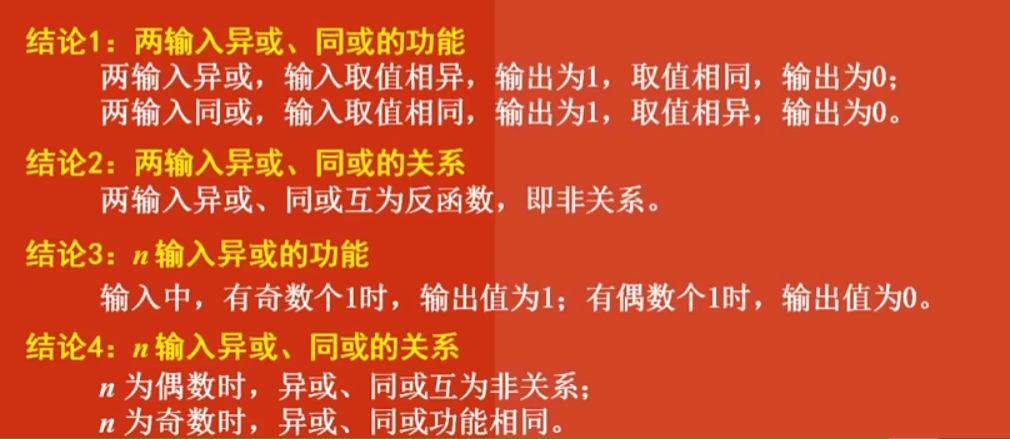 结论1：两输入异或、同或的功能
两输入异或，输入取值相异，输出为1，取值相同，输出为0；
两输入同或，输入取值相同，输出为1，取值相异，输出为0。
结论2：两输入异或、同或的关系
两输入异或、同或互为反函数，即非关系。
结论3：n 输入异或的功能
输入中，有奇数个1时，输出值为1；有偶数个1时，输出值为0。
结论4：n 输入异或、同或的关系
n 为偶数时，异或、同或互为非关系；
n 为奇数时，异或、同或功能相同。